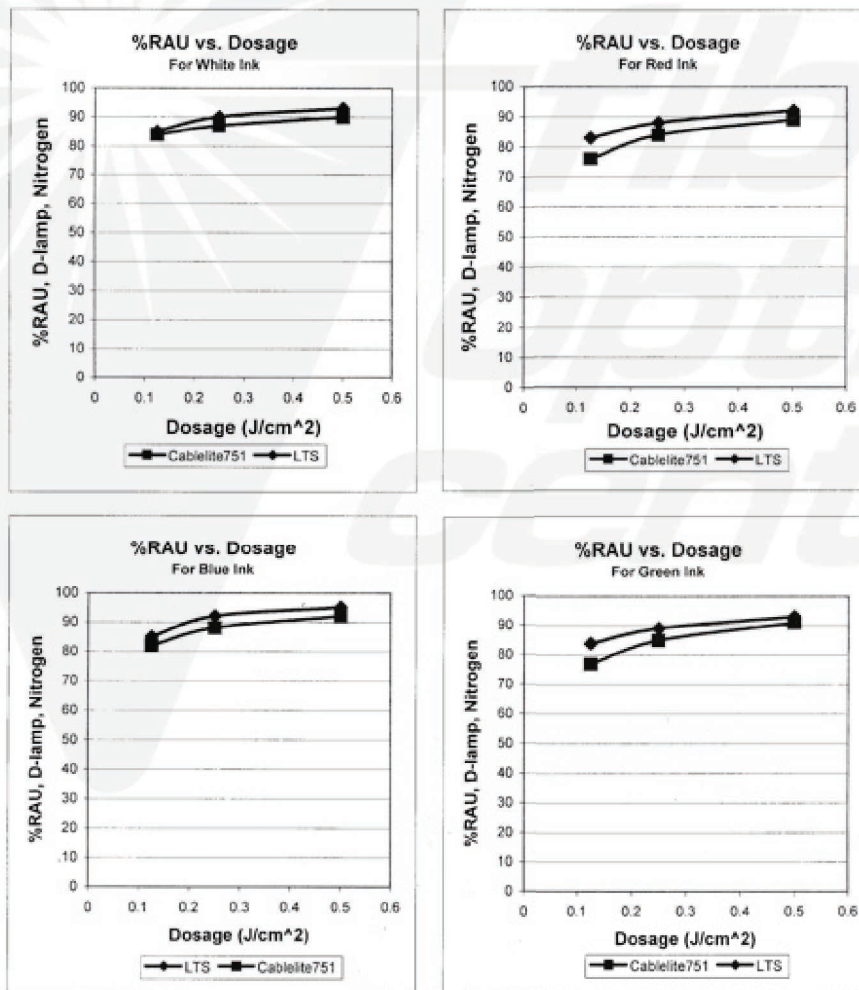 %RAU vs. Dosage
For White Ink
%RAU, D-lamp, Nitrogen
100
90
80
70
60
50
40
30
20
10
0
0 0.1 0.2 0.3 0.4 0.5 0.6
Dosage (J/cm^2)
Cablelite751 LTS
%RAU vs. Dosage
For Red Ink
%RAU, D-lamp, Nitrogen
100
90
80
70
60
50
40
30
20
10
0
0 0.1 0.2 0.3 0.4 0.5 0.6
Dosage (J/cm^2)
Cablelite751 LTS
%RAU vs. Dosage
For Blue Ink
%RAU, D-lamp, Nitrogen
100
90
80
70
60
50
40
30
20
10
0
0 0.1 0.2 0.3 0.4 0.5 0.6
Dosage (J/cm^2)
LTS Cablelite751
%RAU vs. Dosage
For Green Ink
%RAU, D-lamp, Nitrogen
100
90
80
70
60
50
40
30
20
10
0
0 0.1 0.2 0.3 0.4 0.5 0.6
Dosage (J/cm^2)
LTS Cablelite751